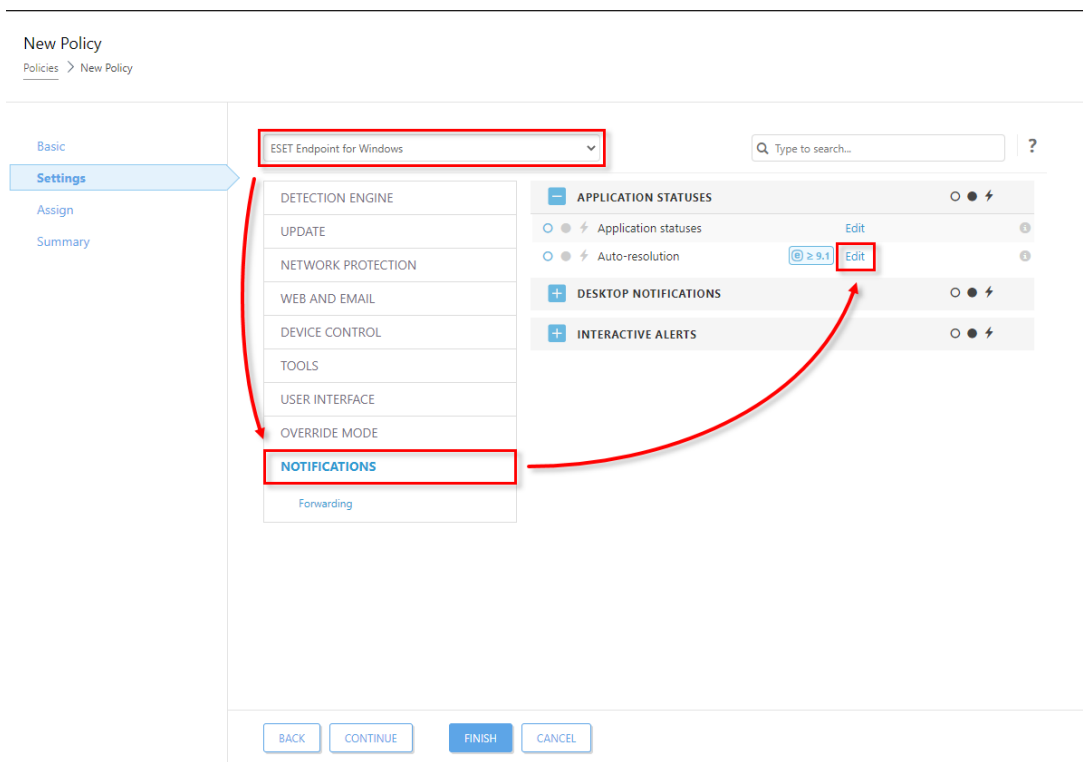 New Policy
Policies > New Policy
Basic
Settings
Assign
Summary
ESET Endpoint for Windows
Type to search...
?
DETECTION ENGINE
UPDATE
NETWORK PROTECTION
WEB AND EMAIL
DEVICE CONTROL
TOOLS
USER INTERFACE
OVERRIDE MODE
NOTIFICATIONS
Forwarding
APPLICATION STATUSES
Application statuses Edit
Auto-resolution ⓔ ≥ 9.1 Edit
DESKTOP NOTIFICATIONS
INTERACTIVE ALERTS
BACK CONTINUE FINISH CANCEL